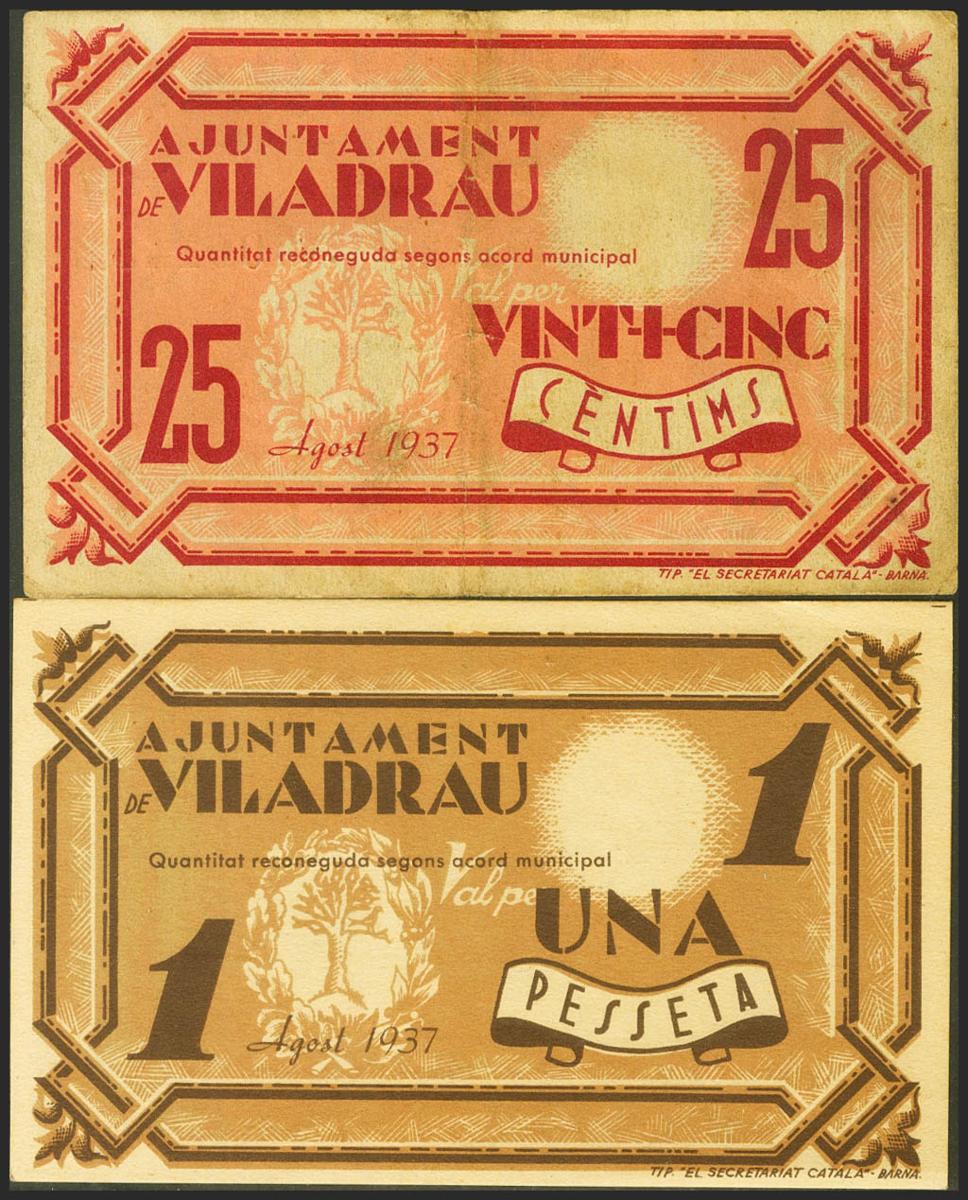 AJUNTAMENT
DE VILADRAU
25
Quantitat reconeguda segons acord municipal
Val per
VINT-I-CINC
25
CÈNTIMS
Agost 1937
TIP. "EL SECRETARIAT CATALÀ" - BARNA.
AJUNTAMENT
DE VILADRAU
1
Quantitat reconeguda segons acord municipal
Val per
UNA
1
PESSETA
Agost 1937
TIP. "EL SECRETARIAT CATALÀ" - BARNA.